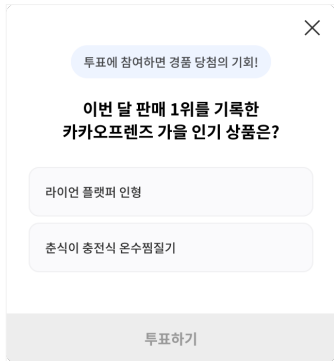 투표에 참여하면 경품 당첨의 기회!
이번 달 판매 1위를 기록한
카카오프렌즈 가을 인기 상품은?
라이언 플랫퍼 인형
춘식이 충전식 온수찜질기
투표하기